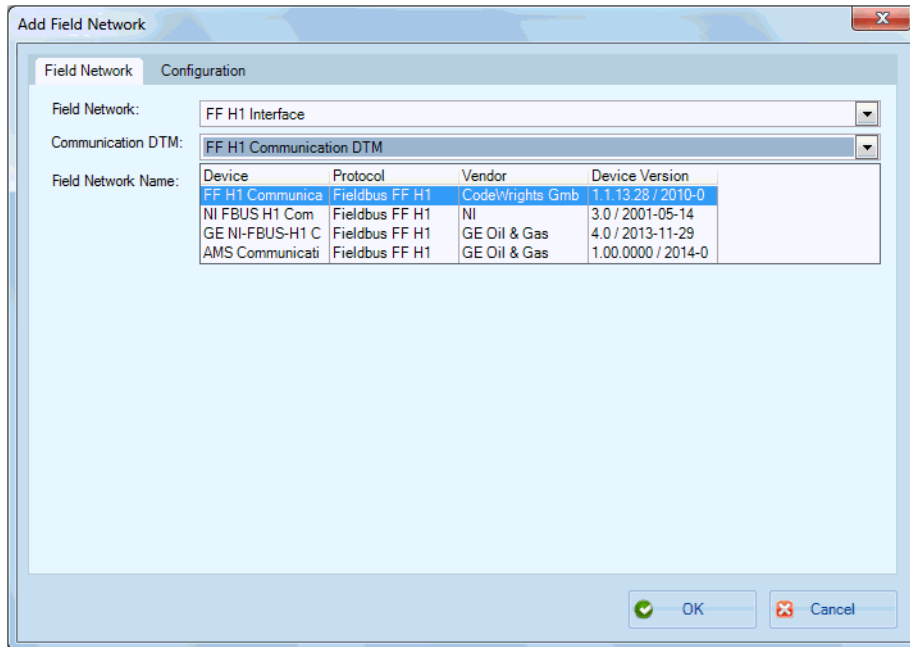 Add Field Network
Field Network Configuration
Field Network: FF H1 Interface
Communication DTM: FF H1 Communication DTM
Field Network Name:
Device Protocol Vendor Device Version
FF H1 Communica Fieldbus FF H1 CodeWrights Gmb 1.1.13.28 / 2010-0
NI FBUS H1 Com Fieldbus FF H1 NI 3.0 / 2001-05-14
GE NI-FBUS-H1 C Fieldbus FF H1 GE Oil & Gas 4.0 / 2013-11-29
AMS Communicati Fieldbus FF H1 GE Oil & Gas 1.00.0000 / 2014-0
OK Cancel